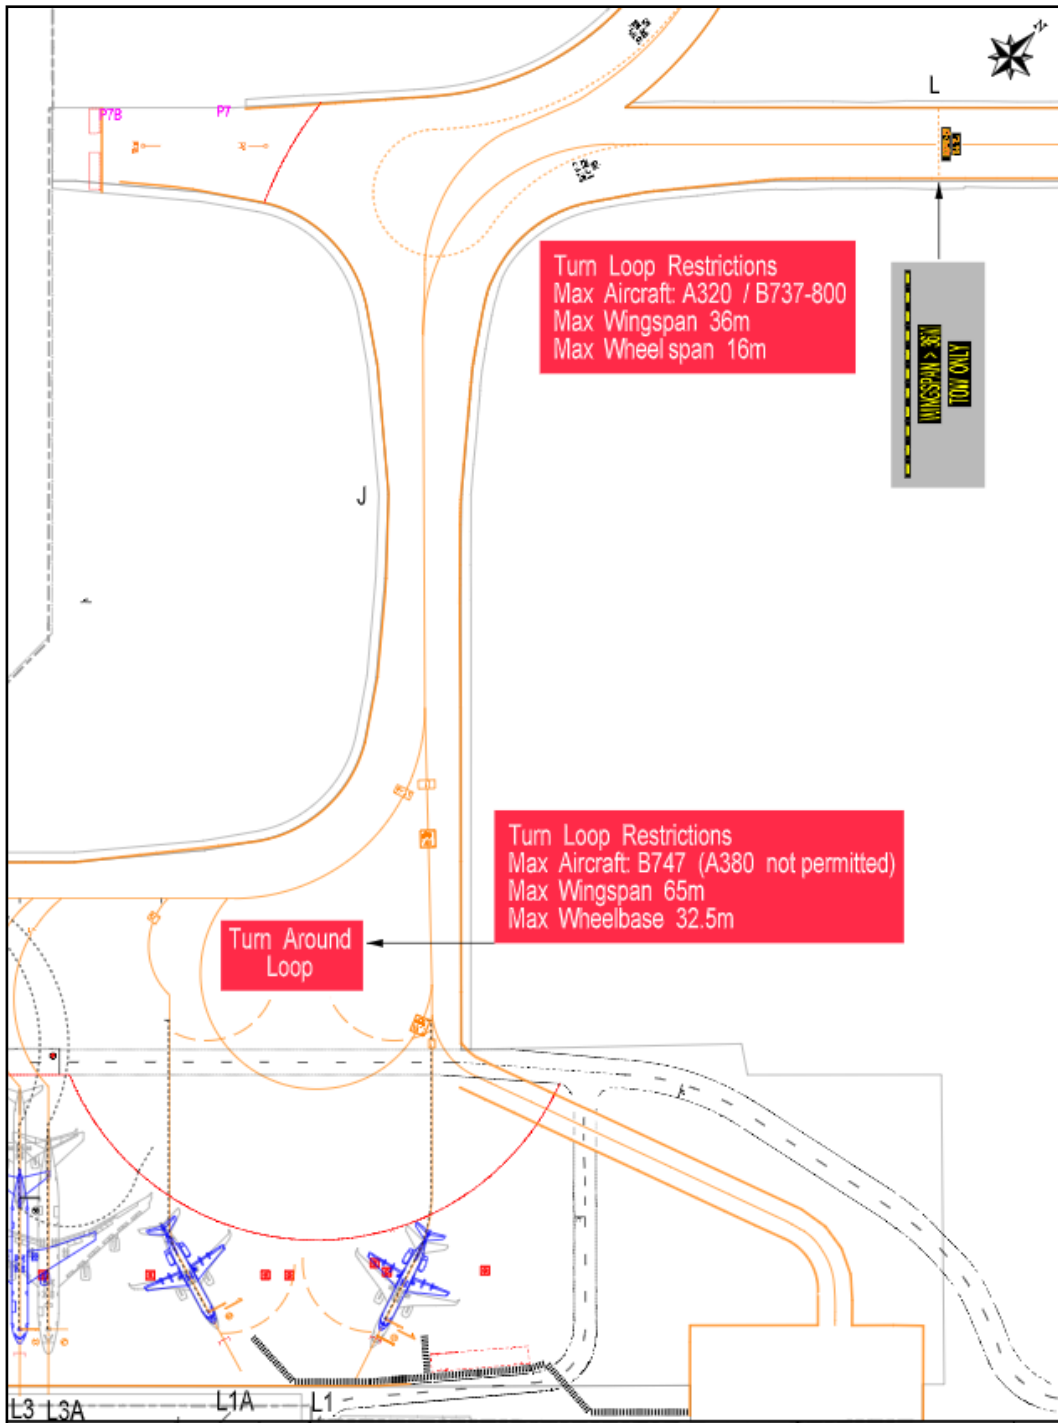 N
L
P7B
P7
Turn Loop Restrictions
Max Aircraft: A320 / B737-800
Max Wingspan 36m
Max Wheel span 16m
WINGSPAN > 36M
TOW ONLY
J
Turn Loop Restrictions
Max Aircraft: B747 (A380 not permitted)
Max Wingspan 65m
Max Wheelbase 32.5m
Turn Around
Loop
L3
L3A
L1A
L1